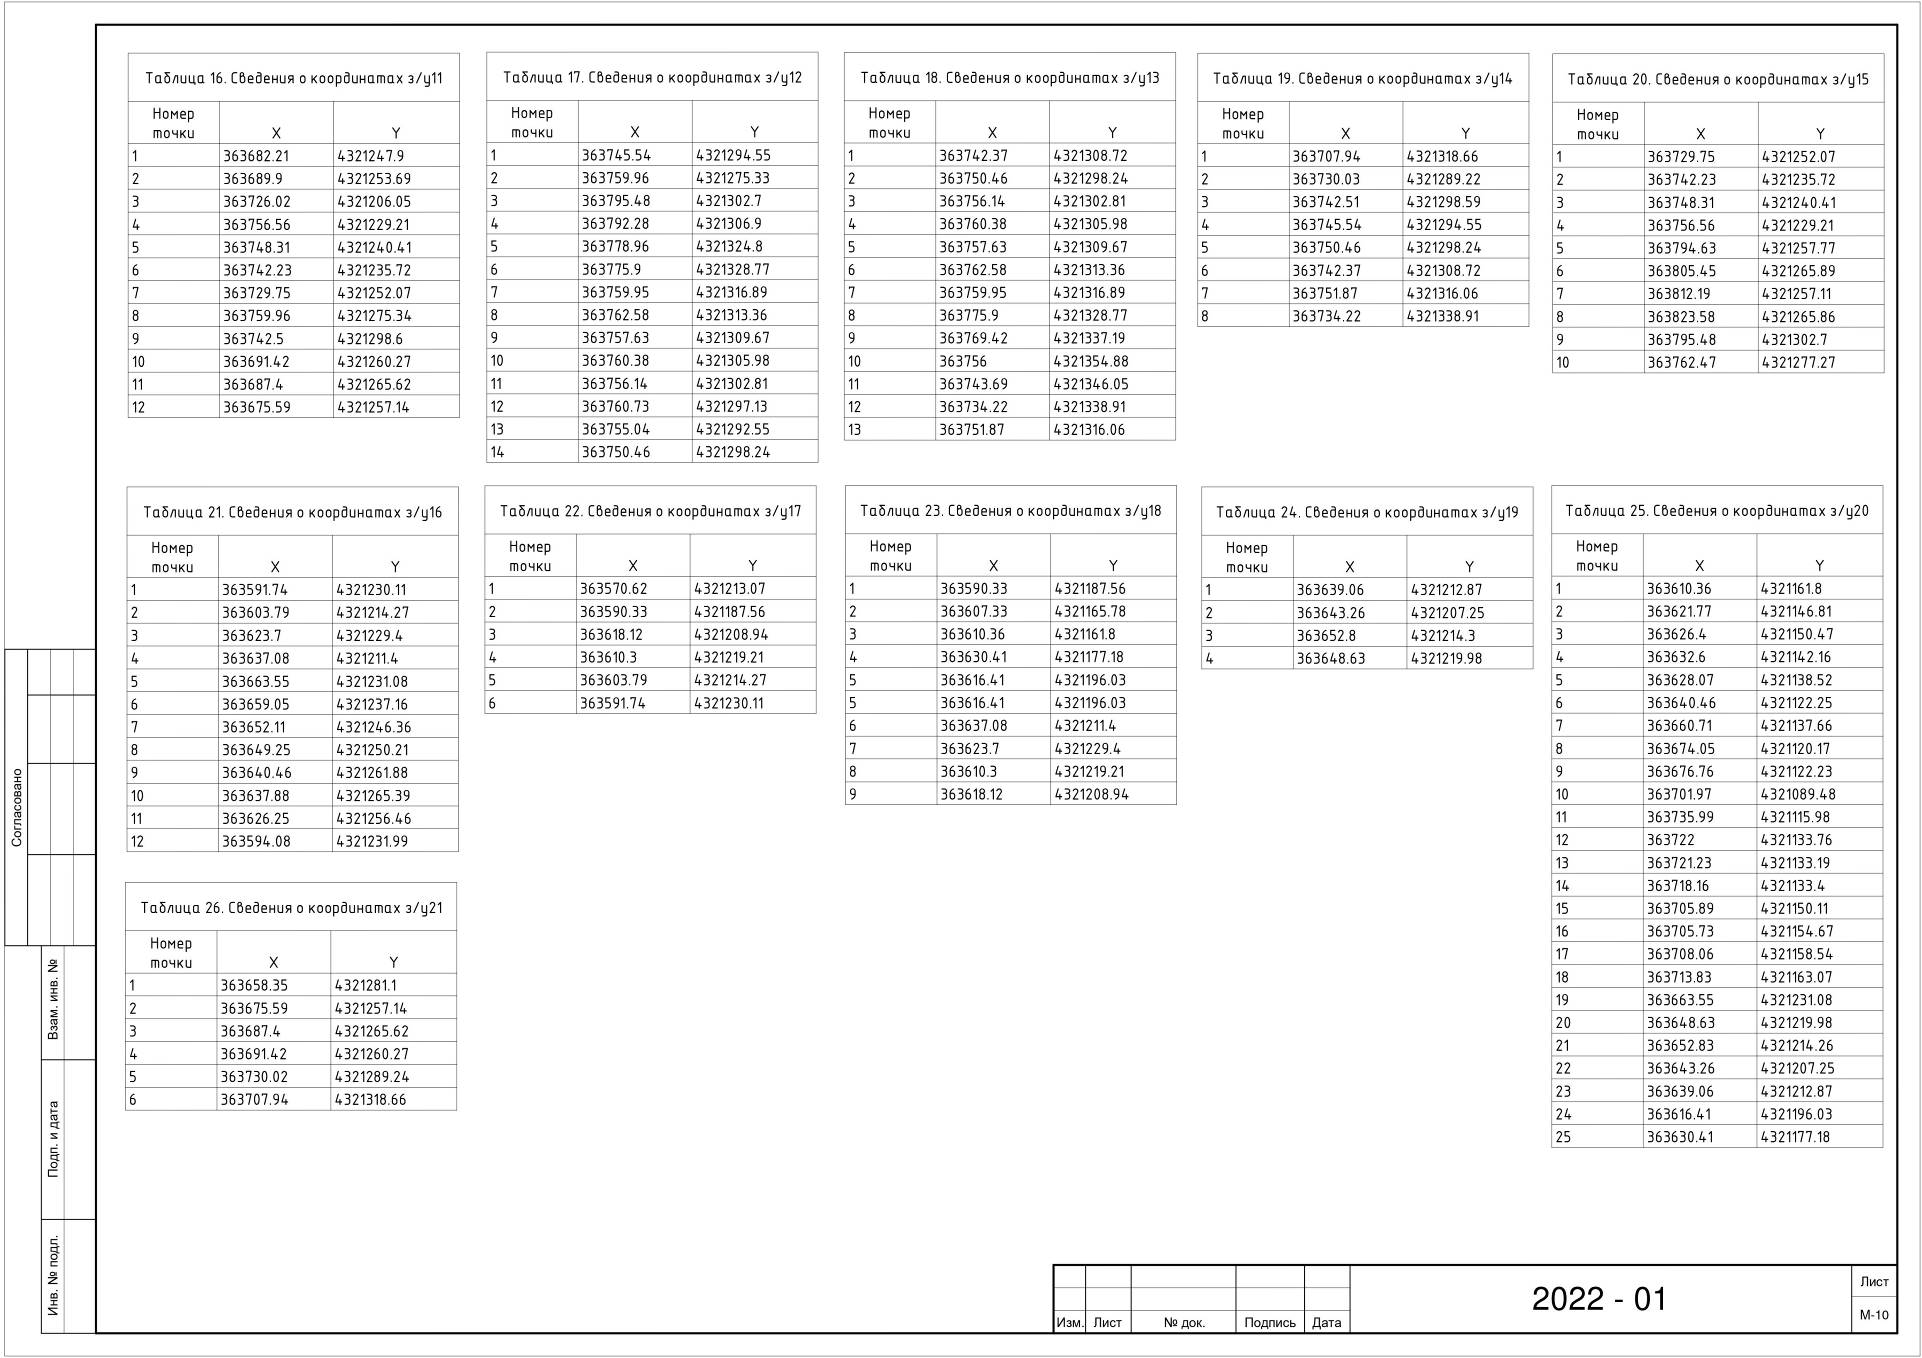 Таблица 16. Сведения о координатах з/у11
Номер точки X Y
1 363682.21 4321247.9
2 363689.9 4321253.69
3 363726.02 4321206.05
4 363756.56 4321229.21
5 363748.31 4321240.41
6 363742.23 4321235.72
7 363729.75 4321252.07
8 363759.96 4321275.34
9 363742.5 4321298.6
10 363691.42 4321260.27
11 363687.4 4321265.62
12 363675.59 4321257.14
Таблица 17. Сведения о координатах з/у12
Номер точки X Y
1 363745.54 4321294.55
2 363759.96 4321275.33
3 363795.48 4321302.7
4 363792.28 4321306.9
5 363778.96 4321324.8
6 363775.9 4321328.77
7 363759.95 4321316.89
8 363762.58 4321313.36
9 363757.63 4321309.67
10 363760.38 4321305.98
11 363756.14 4321302.81
12 363760.73 4321297.13
13 363755.04 4321292.55
14 363750.46 4321298.24
Таблица 18. Сведения о координатах з/у13
Номер точки X Y
1 363742.37 4321308.72
2 363750.46 4321298.24
3 363756.14 4321302.81
4 363760.38 4321305.98
5 363757.63 4321309.67
6 363762.58 4321313.36
7 363759.95 4321316.89
8 363775.9 4321328.77
9 363769.42 4321337.19
10 363756 4321354.88
11 363743.69 4321346.05
12 363734.22 4321338.91
13 363751.87 4321316.06
Таблица 19. Сведения о координатах з/у14
Номер точки X Y
1 363707.94 4321318.66
2 363730.03 4321289.22
3 363742.51 4321298.59
4 363745.54 4321294.55
5 363750.46 4321298.24
6 363742.37 4321308.72
7 363751.87 4321316.06
8 363734.22 4321338.91
Таблица 20. Сведения о координатах з/у15
Номер точки X Y
1 363729.75 4321252.07
2 363742.23 4321235.72
3 363748.31 4321240.41
4 363756.56 4321229.21
5 363794.63 4321257.77
6 363805.45 4321265.89
7 363812.19 4321257.11
8 363823.58 4321265.86
9 363795.48 4321302.7
10 363762.47 4321277.27
Таблица 21. Сведения о координатах з/у16
Номер точки X Y
1 363591.74 4321230.11
2 363603.79 4321214.27
3 363623.7 4321229.4
4 363637.08 4321211.4
5 363663.55 4321231.08
6 363659.05 4321237.16
7 363652.11 4321246.36
8 363649.25 4321250.21
9 363640.46 4321261.88
10 363637.88 4321265.39
11 363626.25 4321256.46
12 363594.08 4321231.99
Таблица 22. Сведения о координатах з/у17
Номер точки X Y
1 363570.62 4321213.07
2 363590.33 4321187.56
3 363618.12 4321208.94
4 363610.3 4321219.21
5 363603.79 4321214.27
6 363591.74 4321230.11
Таблица 23. Сведения о координатах з/у18
Номер точки X Y
1 363590.33 4321187.56
2 363607.33 4321165.78
3 363610.36 4321161.8
4 363630.41 4321177.18
5 363616.41 4321196.03
5 363616.41 4321196.03
6 363637.08 4321211.4
7 363623.7 4321229.4
8 363610.3 4321219.21
9 363618.12 4321208.94
Таблица 24. Сведения о координатах з/у19
Номер точки X Y
1 363639.06 4321212.87
2 363643.26 4321207.25
3 363652.8 4321214.3
4 363648.63 4321219.98
Таблица 25. Сведения о координатах з/у20
Номер точки X Y
1 363610.36 4321161.8
2 363621.77 4321146.81
3 363626.4 4321150.47
4 363632.6 4321142.16
5 363628.07 4321138.52
6 363640.46 4321122.25
7 363660.71 4321137.66
8 363674.05 4321120.17
9 363676.76 4321122.23
10 363701.97 4321089.48
11 363735.99 4321115.98
12 363722 4321133.76
13 363721.23 4321133.19
14 363718.16 4321133.4
15 363705.89 4321150.11
16 363705.73 4321154.67
17 363708.06 4321158.54
18 363713.83 4321163.07
19 363663.55 4321231.08
20 363648.63 4321219.98
21 363652.83 4321214.26
22 363643.26 4321207.25
23 363639.06 4321212.87
24 363616.41 4321196.03
25 363630.41 4321177.18
Таблица 26. Сведения о координатах з/у21
Номер точки X Y
1 363658.35 4321281.1
2 363675.59 4321257.14
3 363687.4 4321265.62
4 363691.42 4321260.27
5 363730.02 4321289.24
6 363707.94 4321318.66
Согласовано
Взам. инв. №
Подп. и дата
Инв. № подл.
Изм. Лист № док. Подпись Дата
2022 - 01
Лист
М-10